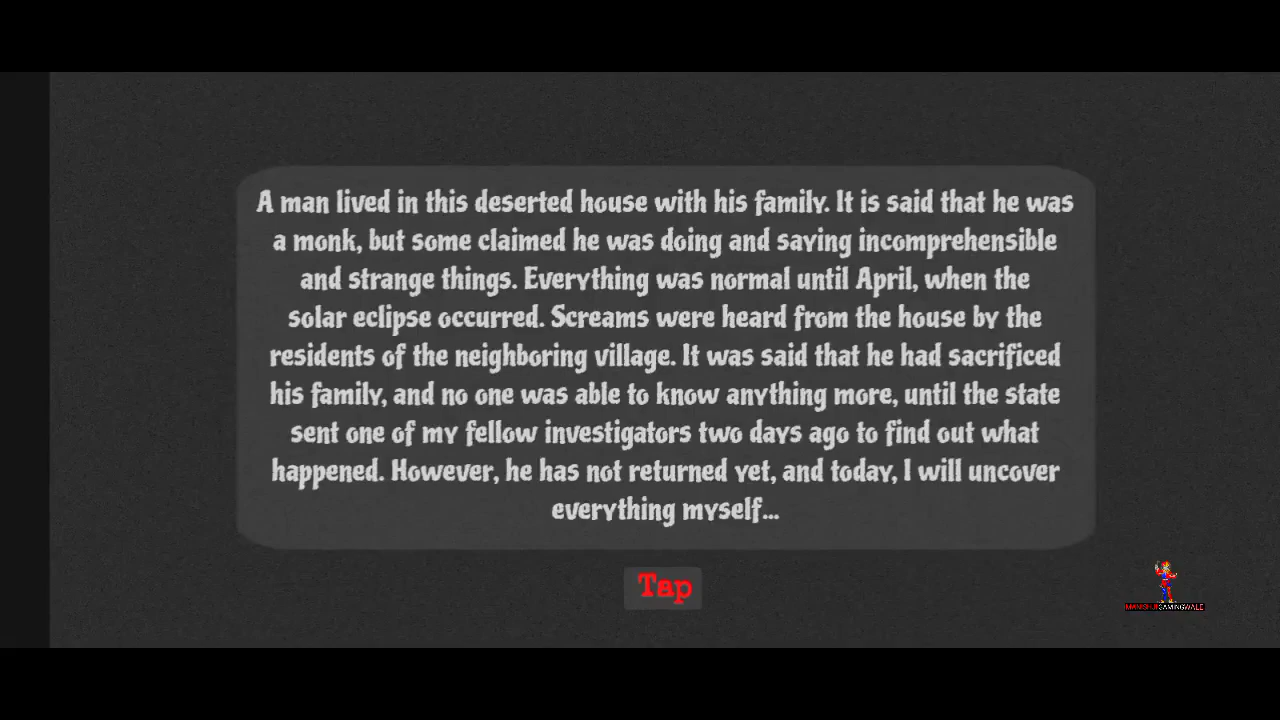 A man lived in this deserted house with his family. It is said that he was
a monk, but some claimed he was doing and saying incomprehensible
and strange things. Everything was normal until April, when the
solar eclipse occurred. Screams were heard from the house by the
residents of the neighboring village. It was said that he had sacrificed
his family, and no one was able to know anything more, until the state
sent one of my fellow investigators two days ago to find out what
happened. However, he has not returned yet, and today, I will uncover
everything myself...
Tap